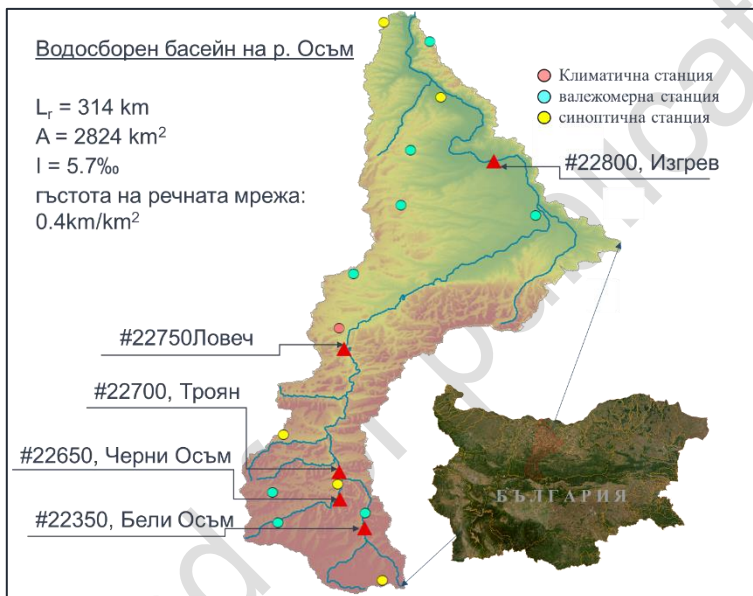 Водосборен басейн на р. Осъм
Lr = 314 km
A = 2824 km2
I = 5.7‰
гъстота на речната мрежа:
0.4km/km2
Климатична станция
валежомерна станция
синоптична станция
#22800, Изгрев
#22750Ловеч
#22700, Троян
#22650, Черни Осъм
#22350, Бели Осъм
БЪЛГАРИЯ